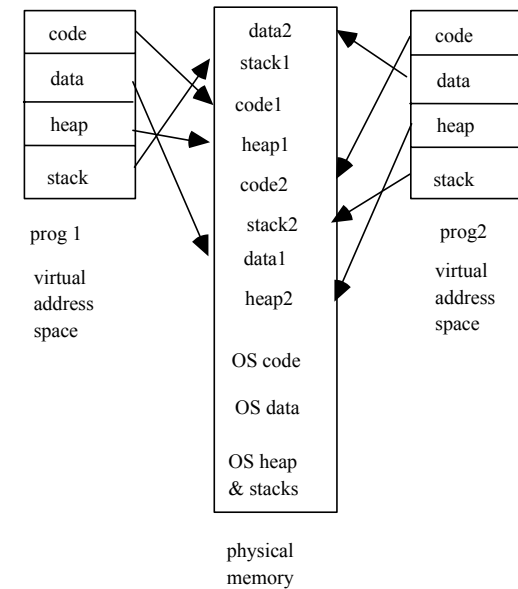 code
data
heap
stack
prog 1
virtual
address
space
data2
stack1
code1
heap1
code2
stack2
data1
heap2
OS code
OS data
OS heap
& stacks
physical
memory
code
data
heap
stack
prog2
virtual
address
space